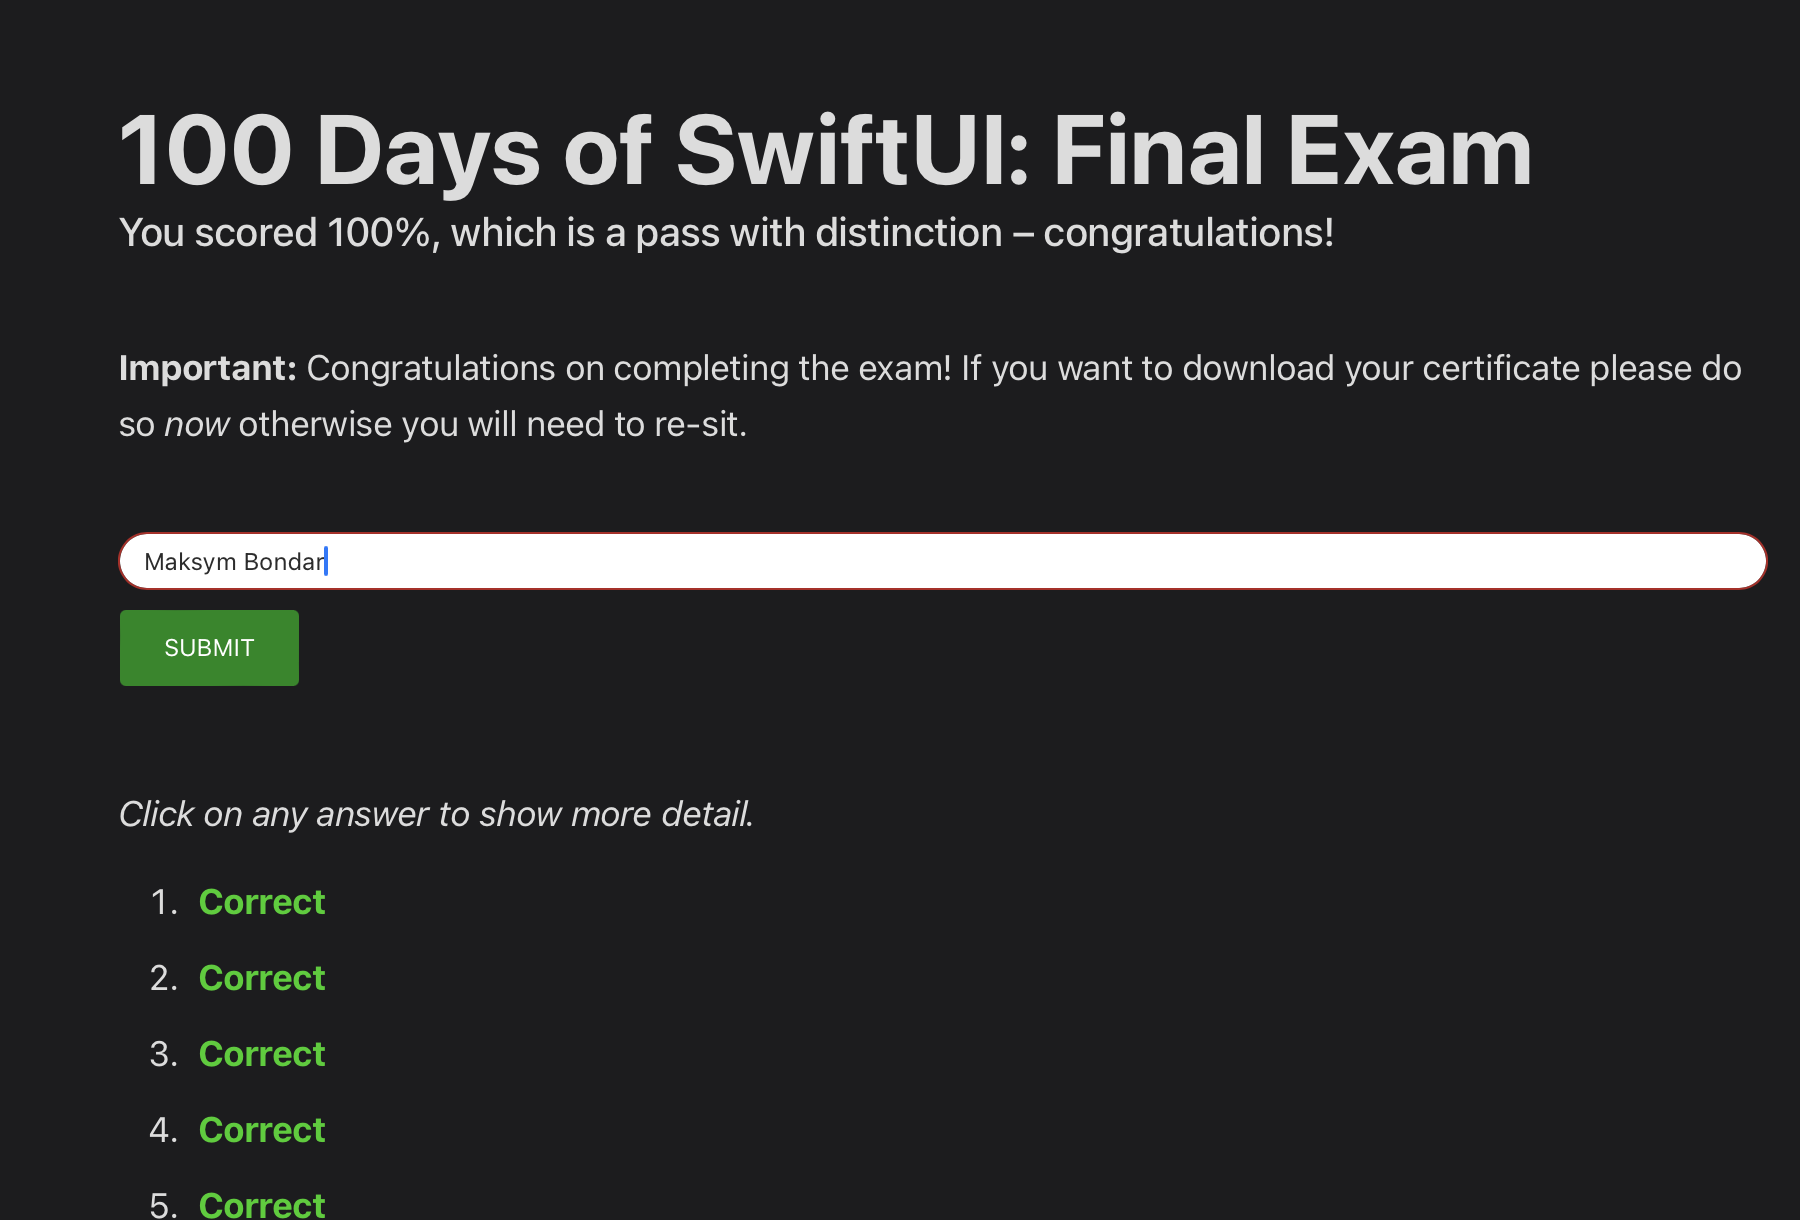 100 Days of SwiftUI: Final Exam
You scored 100%, which is a pass with distinction – congratulations!
Important: Congratulations on completing the exam! If you want to download your certificate please do
so now otherwise you will need to re-sit.
Maksym Bondar
SUBMIT
Click on any answer to show more detail.
1. Correct
2. Correct
3. Correct
4. Correct
5. Correct